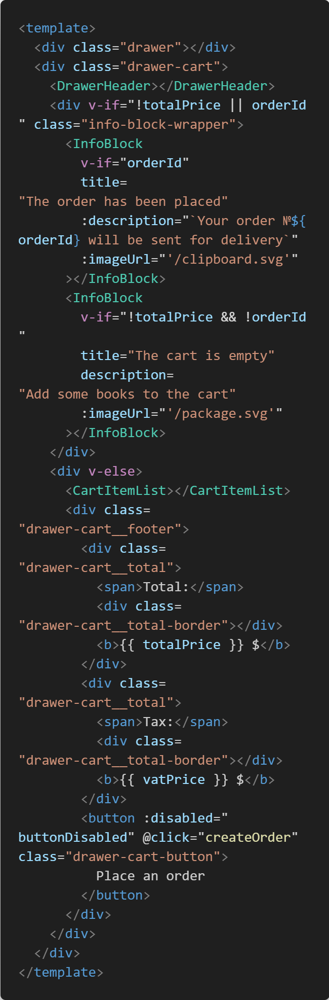 <template>
  <div class="drawer"></div>
  <div class="drawer-cart">
    <DrawerHeader></DrawerHeader>
    <div v-if="!totalPrice || orderId
" class="info-block-wrapper">
      <InfoBlock
        v-if="orderId"
        title=
"The order has been placed"
        :description="`Your order №${
orderId} will be sent for delivery`"
        :imageUrl="'/clipboard.svg'"
      ></InfoBlock>
      <InfoBlock
        v-if="!totalPrice && !orderId
"
        title="The cart is empty"
        description=
"Add some books to the cart"
        :imageUrl="'/package.svg'"
      ></InfoBlock>
    </div>
    <div v-else>
      <CartItemList></CartItemList>
      <div class=
"drawer-cart__footer">
        <div class=
"drawer-cart__total">
          <span>Total:</span>
          <div class=
"drawer-cart__total-border"></div>
          <b>{{ totalPrice }} $</b>
        </div>
        <div class=
"drawer-cart__total">
          <span>Tax:</span>
          <div class=
"drawer-cart__total-border"></div>
          <b>{{ vatPrice }} $</b>
        </div>
        <button :disabled="
buttonDisabled" @click="createOrder"
class="drawer-cart-button">
          Place an order
        </button>
      </div>
    </div>
  </div>
</template>